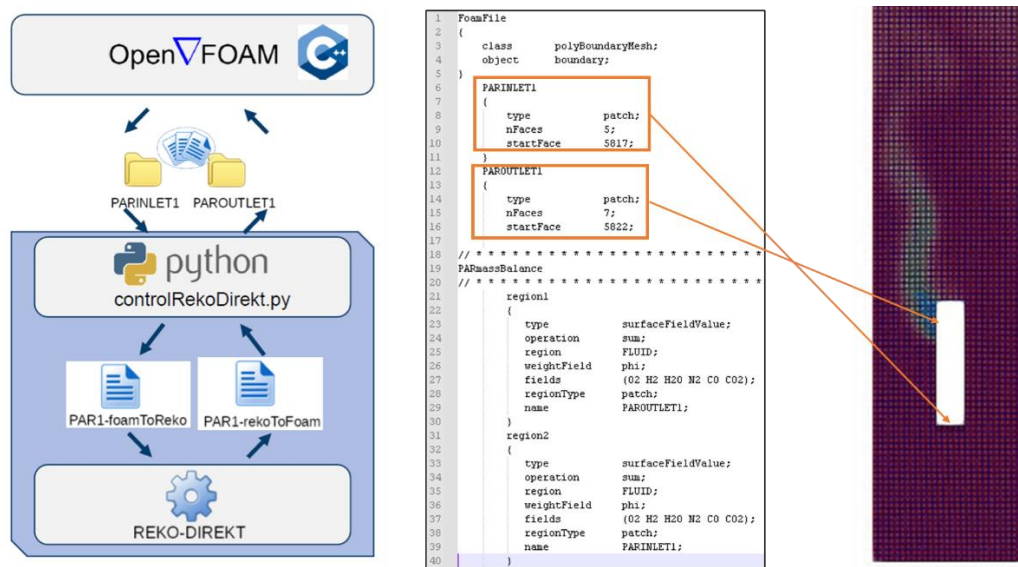 Open∇FOAM
C++
PARINLET1 PAROUTLET1
python
controlRekoDirekt.py
PAR1-foamToReko PAR1-rekoToFoam
REKO-DIREKT
1 FoamFile
2 {
3 class polyBoundaryMesh;
4 object boundary;
5 }
6 PARINLET1
7 {
8 type patch;
9 nFaces 5;
10 startFace 5817;
11 }
12 PAROUTLET1
13 {
14 type patch;
15 nFaces 7;
16 startFace 5822;
17
18 // * * * * * * * * * * * * * * * * * * * * * * * * *
19 PARmassBalance
20 // * * * * * * * * * * * * * * * * * * * * * * * * *
21 region1
22 {
23 type surfaceFieldValue;
24 operation sum;
25 region FLUID;
26 weightField phi;
27 fields (O2 H2 H2O N2 CO CO2);
28 regionType patch;
29 name PAROUTLET1;
30 }
31 region2
32 {
33 type surfaceFieldValue;
34 operation sum;
35 region FLUID;
36 weightField phi;
37 fields (O2 H2 H2O N2 CO CO2);
38 regionType patch;
39 name PARINLET1;
40 }